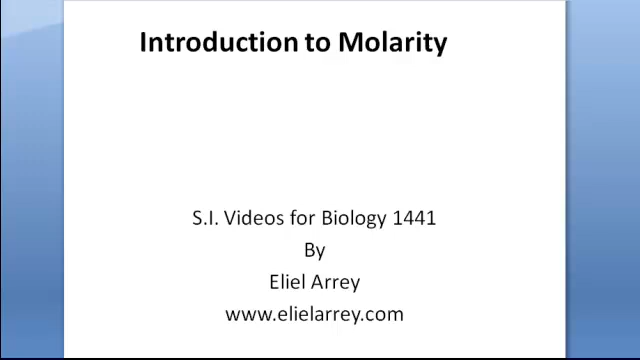 Introduction to Molarity
S.I. Videos for Biology 1441
By
Eliel Arrey
www.elielarrey.com